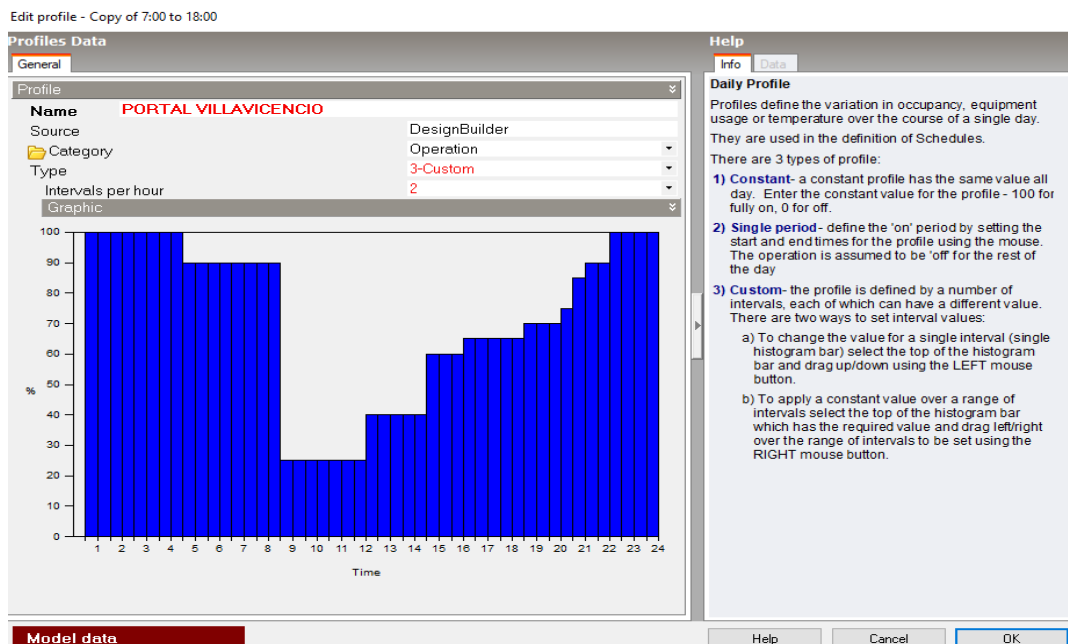 Edit profile - Copy of 7:00 to 18:00
Profiles Data
General
Profile
Name PORTAL VILLAVICENCIO
Source DesignBuilder
Category Operation
Type 3-Custom
Intervals per hour 2
Graphic
100
90
80
70
60
% 50
40
30
20
10
0
1 2 3 4 5 6 7 8 9 10 11 12 13 14 15 16 17 18 19 20 21 22 23 24
Time
Model data
Help
Info Data
Daily Profile
Profiles define the variation in occupancy, equipment
usage or temperature over the course of a single day.
They are used in the definition of Schedules.
There are 3 types of profile:
1) Constant- a constant profile has the same value all
day. Enter the constant value for the profile - 100 for
fully on, 0 for off.
2) Single period- define the 'on' period by setting the
start and end times for the profile using the mouse.
The operation is assumed to be 'off' for the rest of
the day
3) Custom- the profile is defined by a number of
intervals, each of which can have a different value.
There are two ways to set interval values:
a) To change the value for a single interval (single
histogram bar) select the top of the histogram
bar and drag up/down using the LEFT mouse
button.
b) To apply a constant value over a range of
intervals select the top of the histogram bar
which has the required value and drag left/right
over the range of intervals to be set using the
RIGHT mouse button.
Help Cancel OK